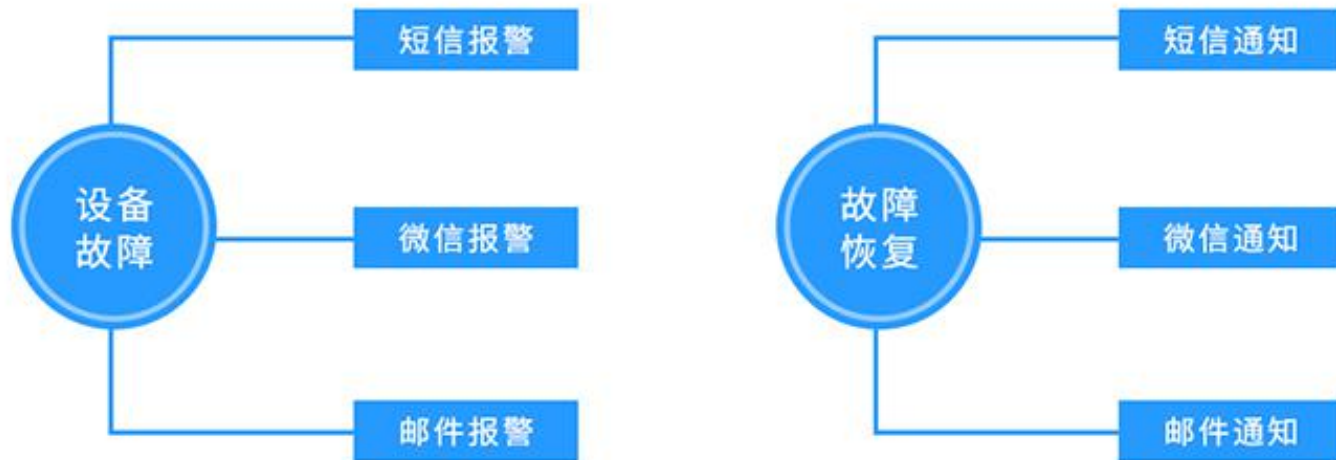 短信报警
设备
故障
微信报警
邮件报警
短信通知
故障
恢复
微信通知
邮件通知